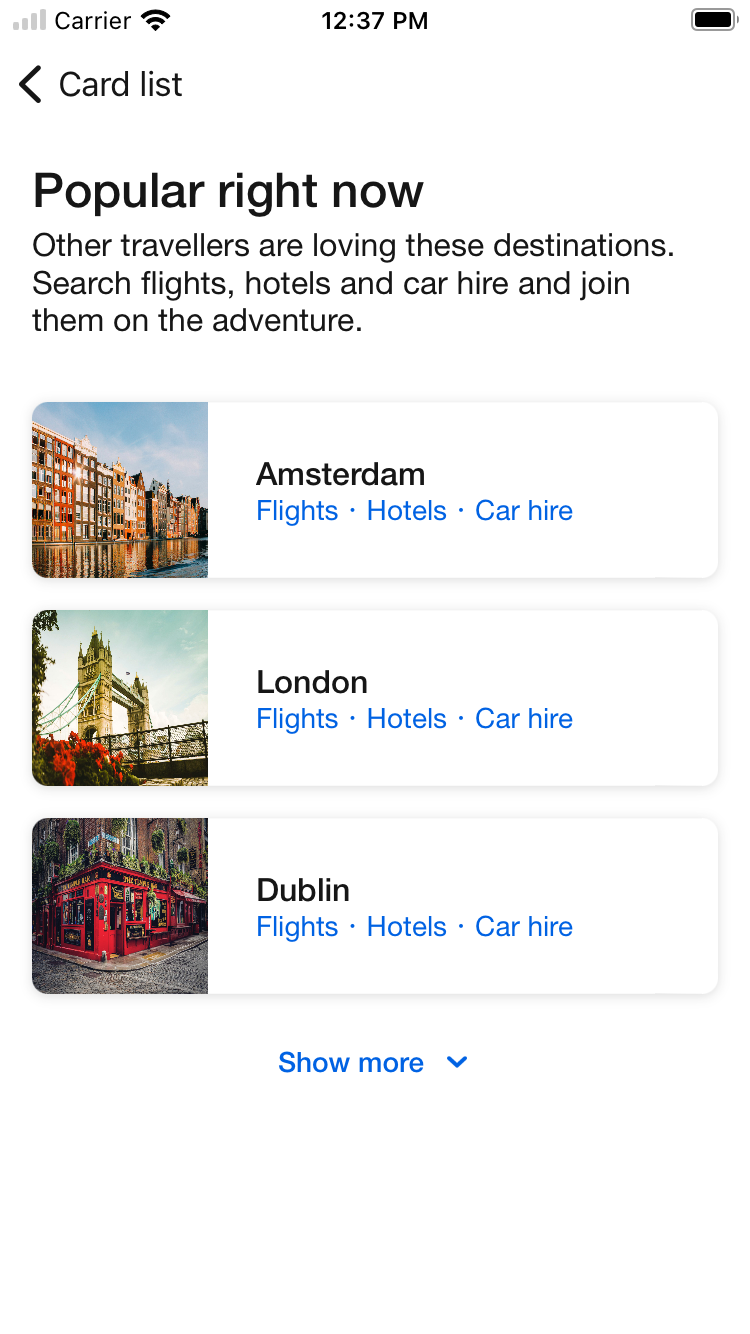 Carrier 12:37 PM
Card list
Popular right now
Other travellers are loving these destinations.
Search flights, hotels and car hire and join
them on the adventure.
Amsterdam
Flights · Hotels · Car hire
London
Flights · Hotels · Car hire
Dublin
Flights · Hotels · Car hire
Show more